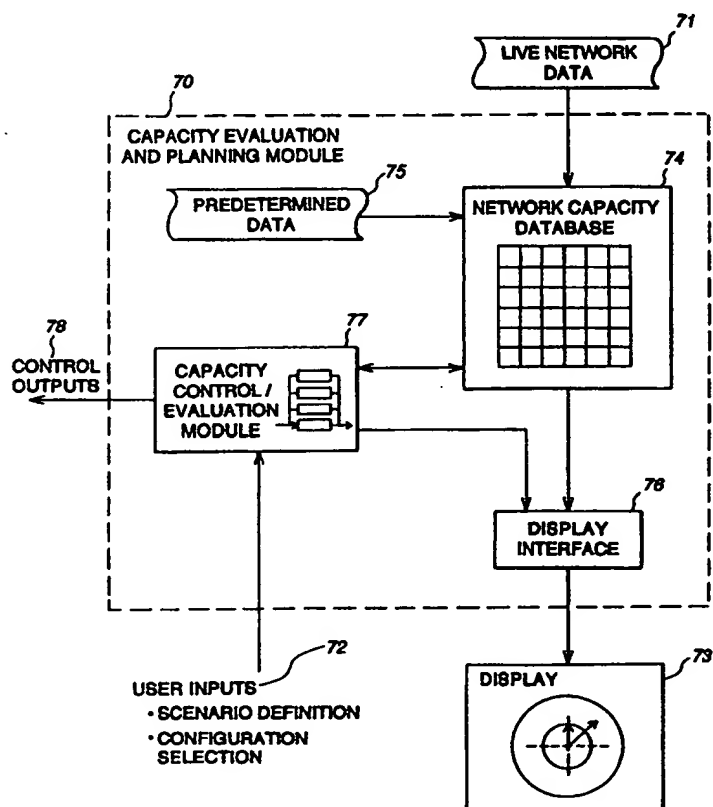 71
LIVE NETWORK
DATA
70
CAPACITY EVALUATION
AND PLANNING MODULE
75
PREDETERMINED
DATA
74
NETWORK CAPACITY
DATABASE
78
CONTROL
OUTPUTS
77
CAPACITY
CONTROL /
EVALUATION
MODULE
76
DISPLAY
INTERFACE
72
USER INPUTS
• SCENARIO DEFINITION
• CONFIGURATION
SELECTION
73
DISPLAY